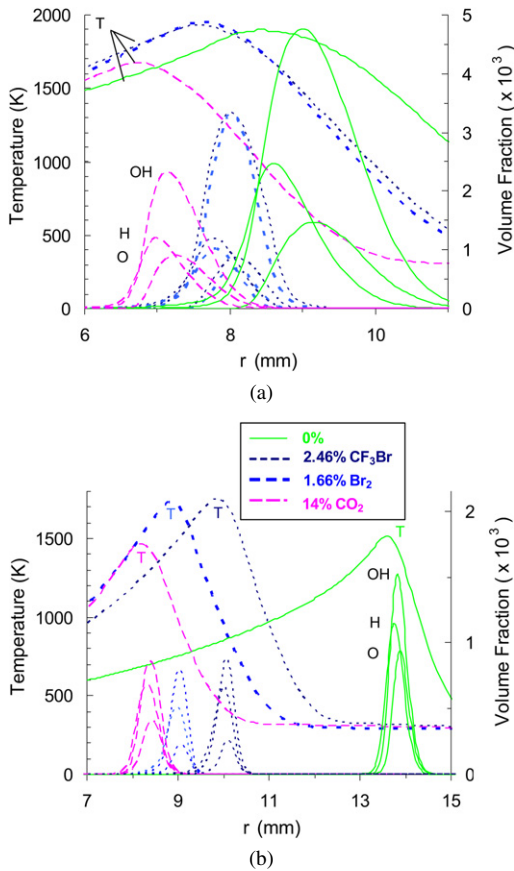 2000
1500
1000
500
0
Temperature (K)
T
OH
H
O
5
4
3
2
1
0
Volume Fraction ( x 10³)
6
8
10
r (mm)
(a)
0%
2.46% CF₃Br
1.66% Br₂
14% CO₂
1500
1000
500
0
Temperature (K)
T
T
T
T
OH
H
O
2
1
0
Volume Fraction (x 10³)
7
9
11
13
15
r (mm)
(b)